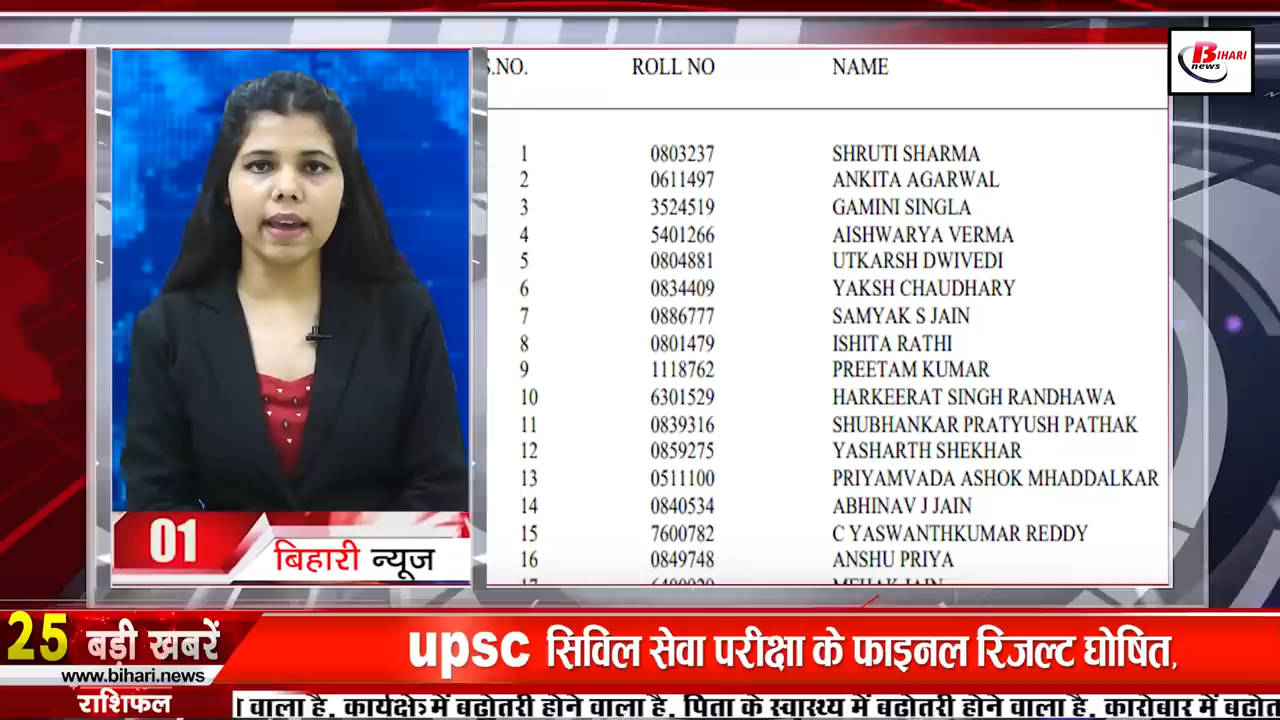 BIHARI
news
S.NO. ROLL NO NAME
1 0803237 SHRUTI SHARMA
2 0611497 ANKITA AGARWAL
3 3524519 GAMINI SINGLA
4 5401266 AISHWARYA VERMA
5 0804881 UTKARSH DWIVEDI
6 0834409 YAKSH CHAUDHARY
7 0886777 SAMYAK S JAIN
8 0801479 ISHITA RATHI
9 1118762 PREETAM KUMAR
10 6301529 HARKEERAT SINGH RANDHAWA
11 0839316 SHUBHANKAR PRATYUSH PATHAK
12 0859275 YASHARTH SHEKHAR
13 0511100 PRIYAMVADA ASHOK MHADDALKAR
14 0840534 ABHINAV J JAIN
15 7600782 C YASWANTHKUMAR REDDY
16 0849748 ANSHU PRIYA
17 MEHAK JAIN
01
बिहारी न्यूज
25 बड़ी खबरें
www.bihari.news
upsc सिविल सेवा परीक्षा के फाइनल रिजल्ट घोषित,
राशिफल
वाला है. कार्यक्षेत्र में बढोतरी होने वाला है. पिता के स्वास्थ्य में बढोतरी होने वाला है. कारोबार में